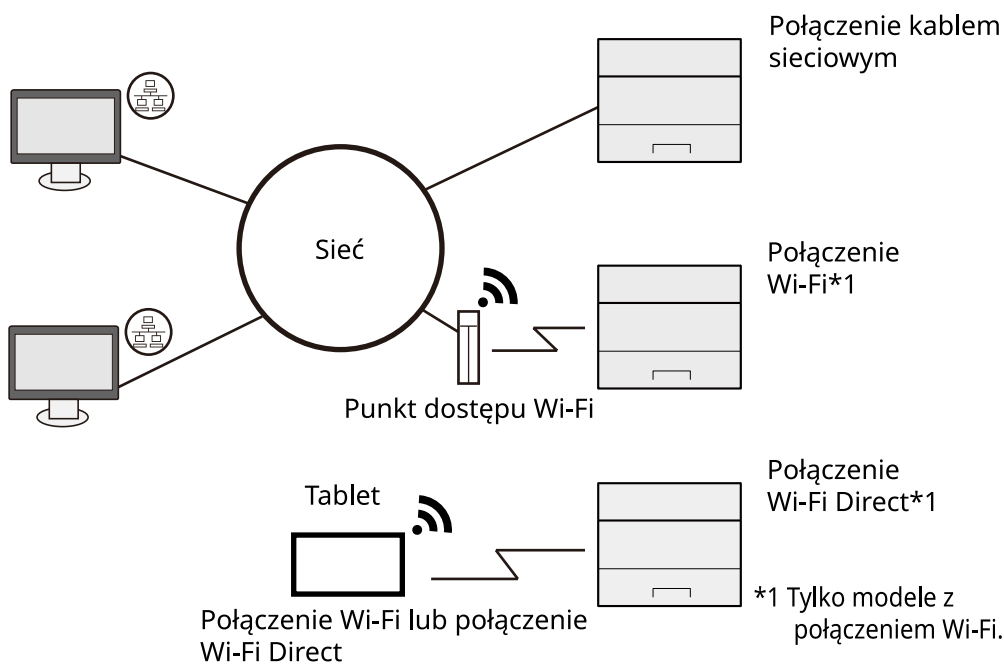 Połączenie kablem
sieciowym
Sieć
Połączenie
Wi-Fi*1
Punkt dostępu Wi-Fi
Połączenie
Wi-Fi Direct*1
Tablet
*1 Tylko modele z
połączeniem Wi-Fi.
Połączenie Wi-Fi lub połączenie
Wi-Fi Direct